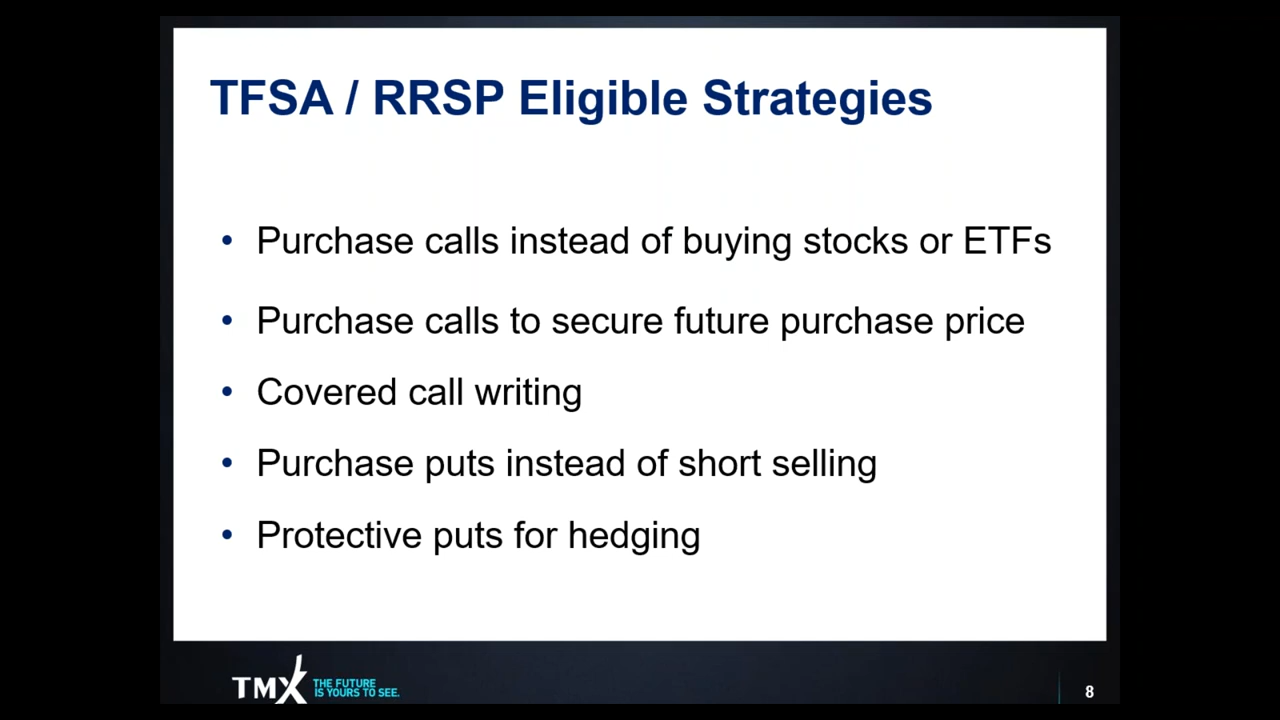 TFSA / RRSP Eligible Strategies
• Purchase calls instead of buying stocks or ETFs
• Purchase calls to secure future purchase price
• Covered call writing
• Purchase puts instead of short selling
• Protective puts for hedging
TMX THE FUTURE
IS YOURS TO SEE.
8